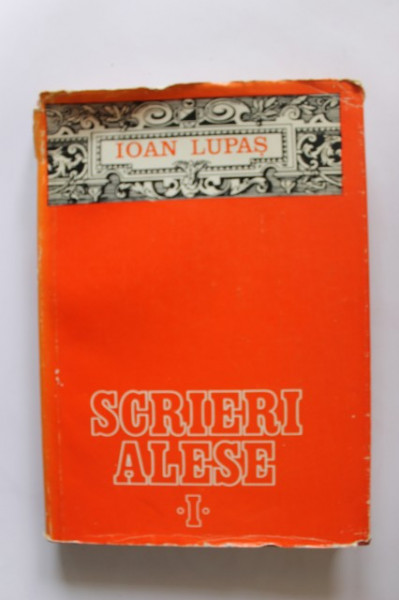 IOAN LUPAȘ
SCRIERI
ALESE
·I·